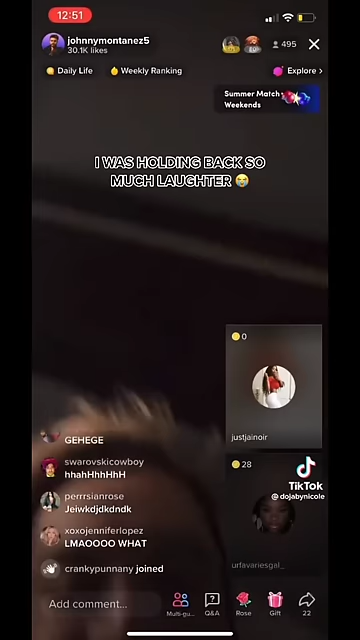 12:51
johnnymontanez5
30.1K likes
495
Daily Life
Weekly Ranking
Explore >
Summer Match
Weekends
I WAS HOLDING BACK SO
MUCH LAUGHTER 😭
0
justjainoir
28
TikTok
@dojabynicole
urfavariesgal_
GEHEGE
swarovskicowboy
hhahHhhHhH
perrrsianrose
Jeiwkdjdkdndk
xoxojenniferlopez
LMAOOOO WHAT
crankypunnany joined
Add comment...
Multi-gu...
Q&A
Rose
Gift
22